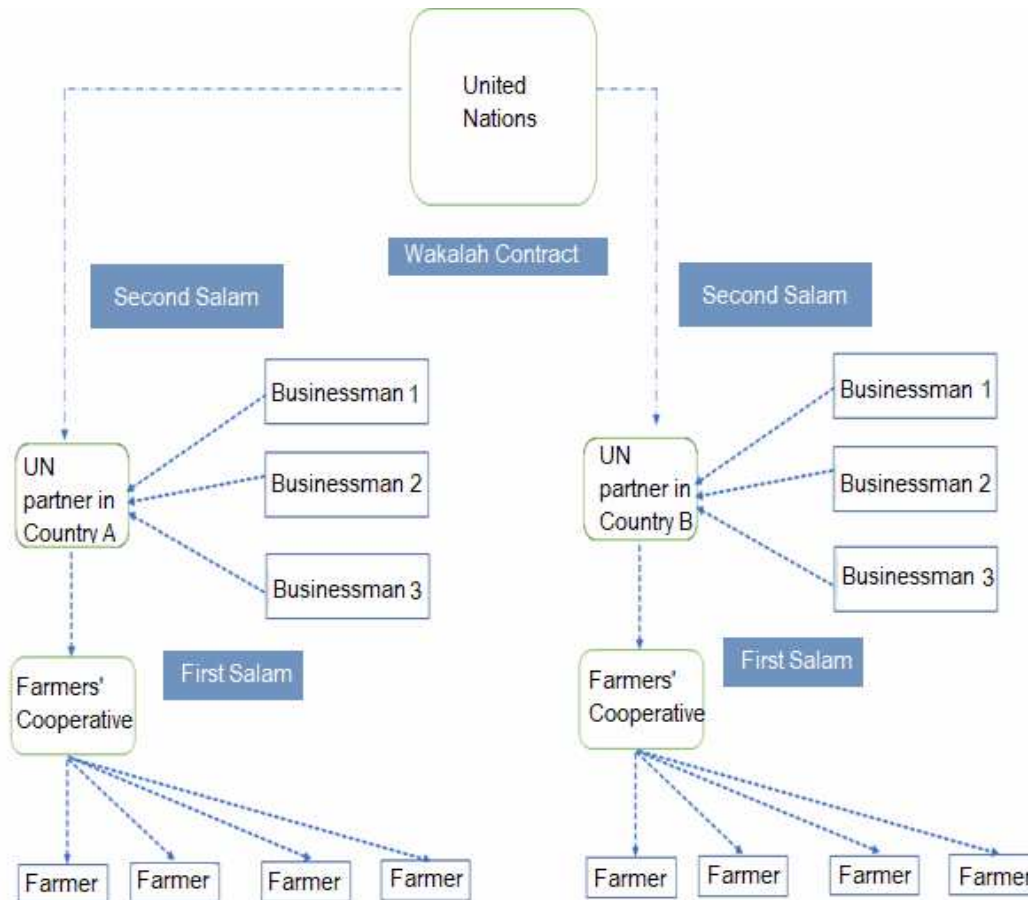 United
Nations
Wakalah Contract
Second Salam
Second Salam
Businessman 1
Businessman 2
Businessman 3
UN
partner in
Country A
Businessman 1
Businessman 2
Businessman 3
UN
partner in
Country B
First Salam
First Salam
Farmers'
Cooperative
Farmers'
Cooperative
Farmer
Farmer
Farmer
Farmer
Farmer
Farmer
Farmer
Farmer